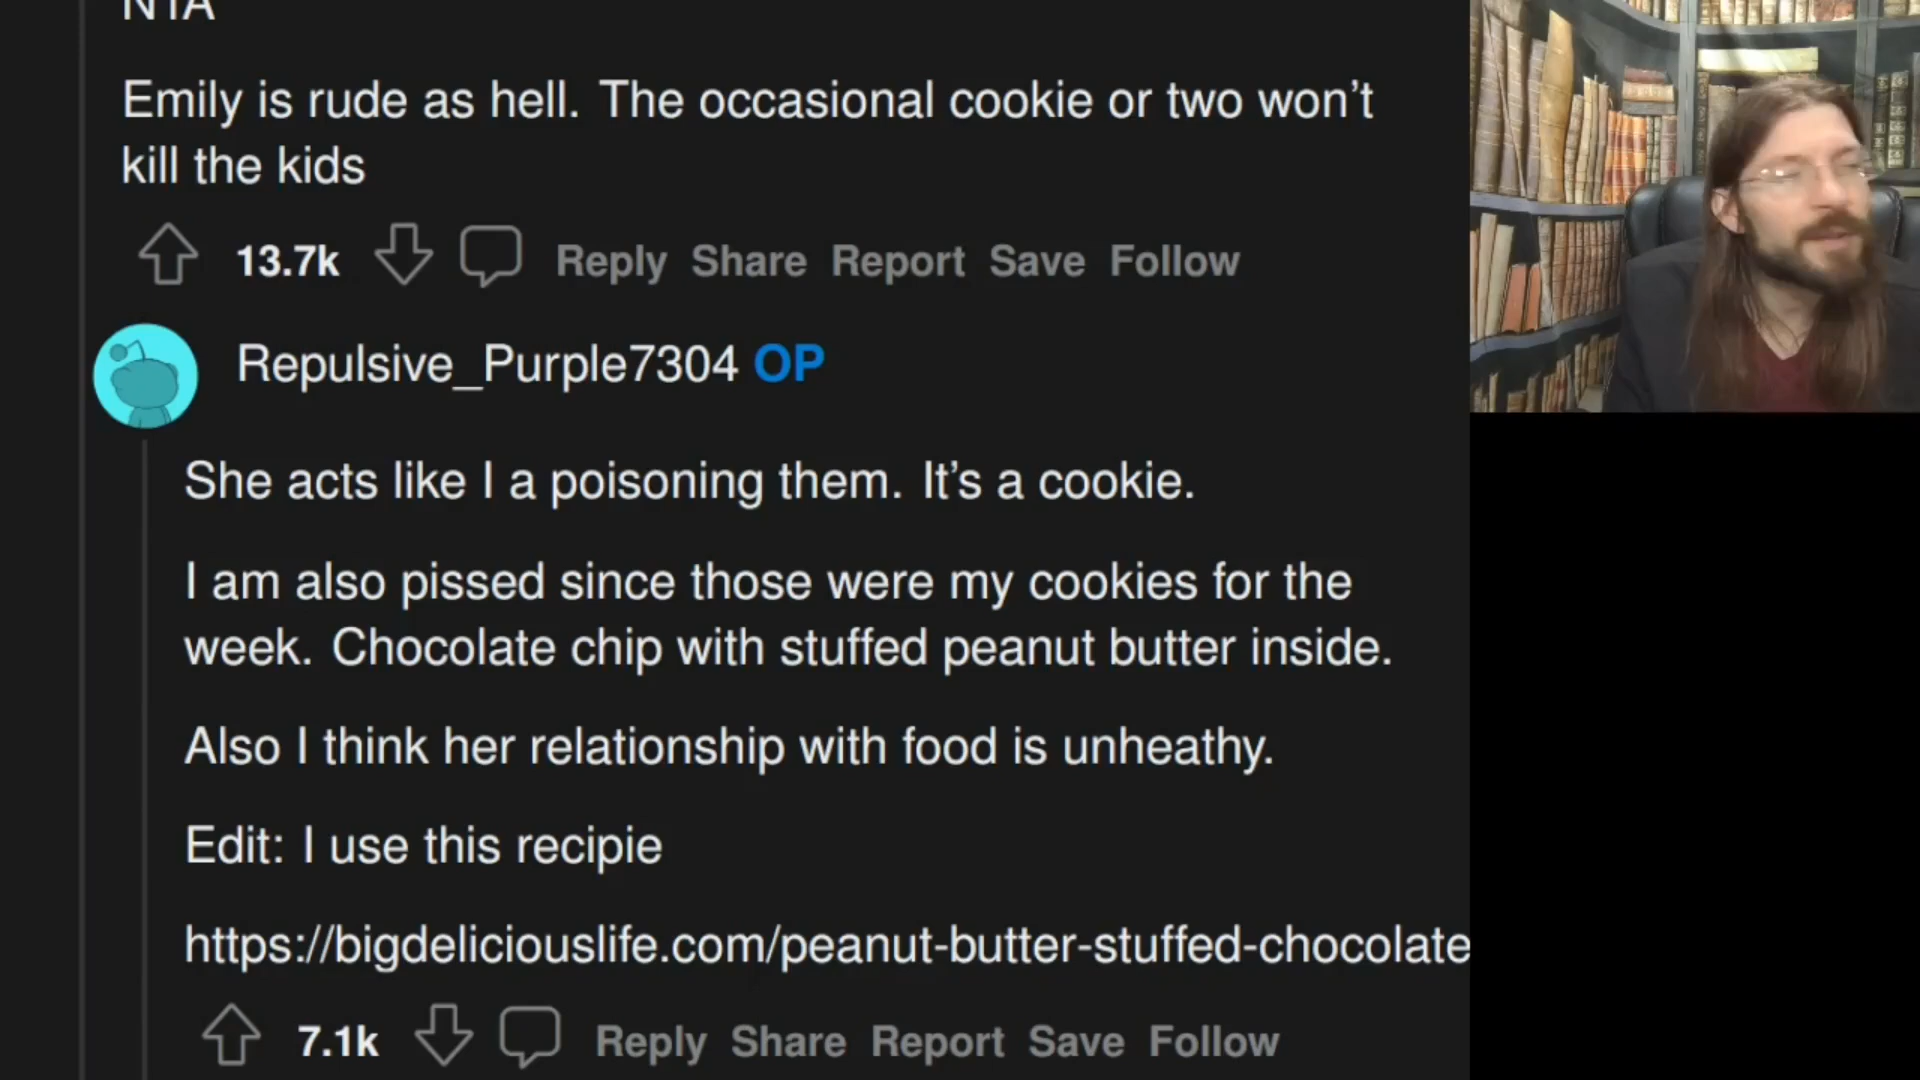 NTA
Emily is rude as hell. The occasional cookie or two won’t
kill the kids
13.7k Reply Share Report Save Follow
Repulsive_Purple7304 OP
She acts like I a poisoning them. It’s a cookie.
I am also pissed since those were my cookies for the
week. Chocolate chip with stuffed peanut butter inside.
Also I think her relationship with food is unheathy.
Edit: I use this recipie
https://bigdeliciouslife.com/peanut-butter-stuffed-chocolate
7.1k Reply Share Report Save Follow